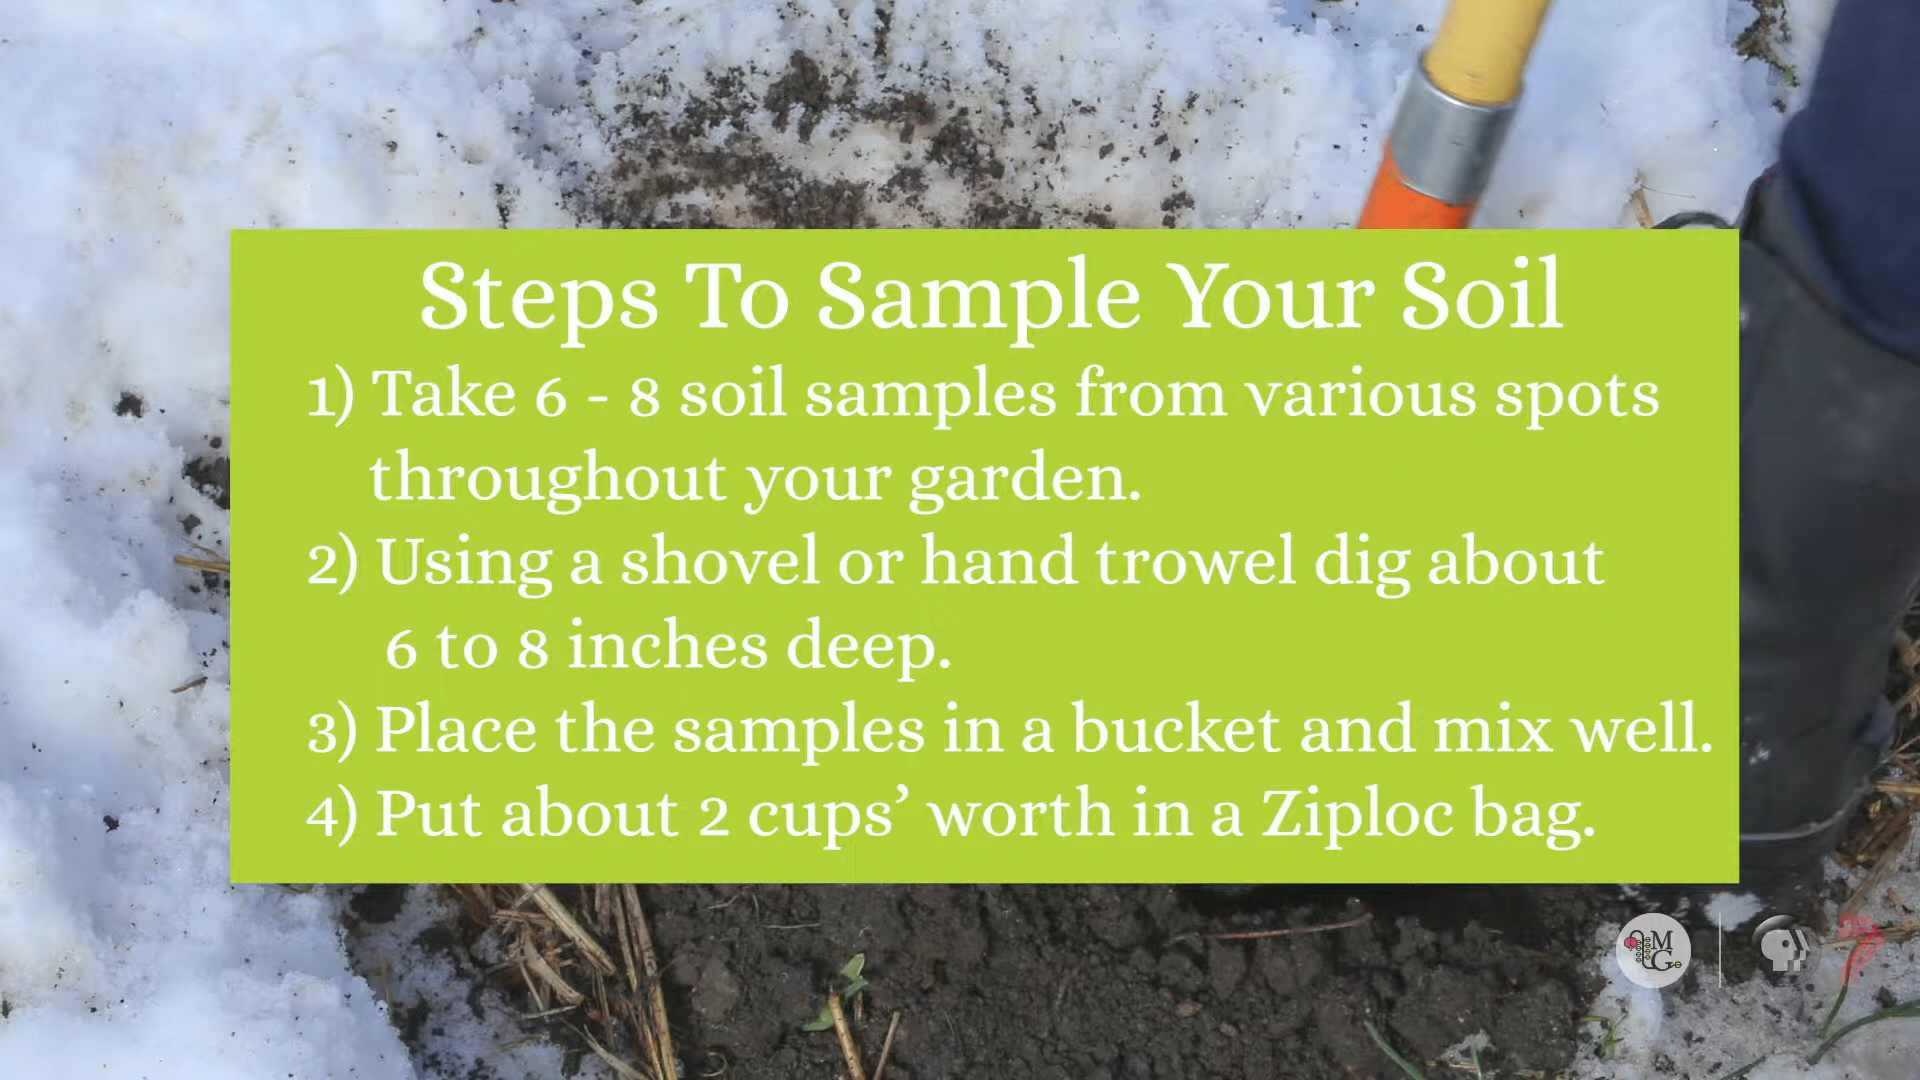 Steps To Sample Your Soil
1) Take 6 - 8 soil samples from various spots
throughout your garden.
2) Using a shovel or hand trowel dig about
6 to 8 inches deep.
3) Place the samples in a bucket and mix well.
4) Put about 2 cups’ worth in a Ziploc bag.
MG